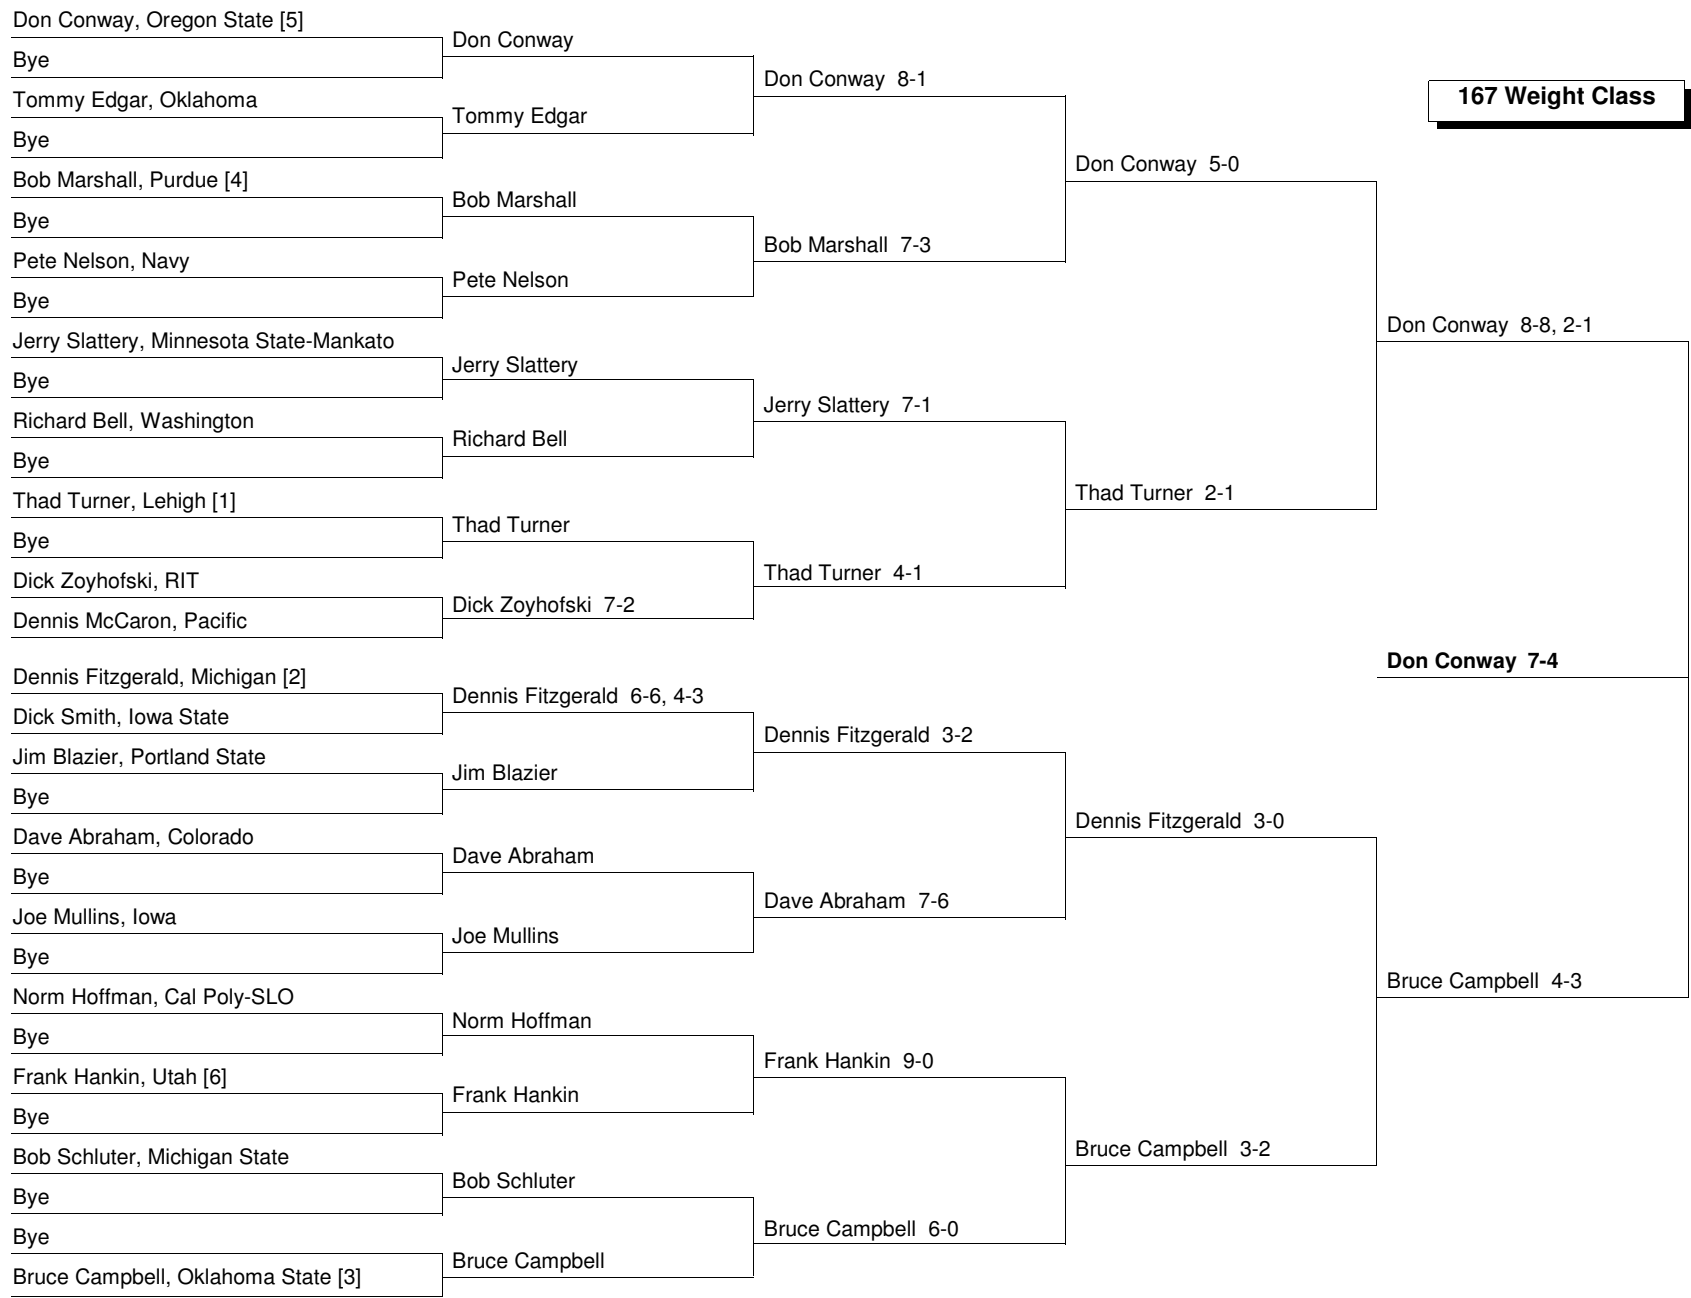 Don Conway, Oregon State [5]
Bye
Tommy Edgar, Oklahoma
Bye
Bob Marshall, Purdue [4]
Bye
Pete Nelson, Navy
Bye
Jerry Slattery, Minnesota State-Mankato
Bye
Richard Bell, Washington
Bye
Thad Turner, Lehigh [1]
Bye
Dick Zoyhofski, RIT
Dennis McCaron, Pacific
Dennis Fitzgerald, Michigan [2]
Dick Smith, Iowa State
Jim Blazier, Portland State
Bye
Dave Abraham, Colorado
Bye
Joe Mullins, Iowa
Bye
Norm Hoffman, Cal Poly-SLO
Bye
Frank Hankin, Utah [6]
Bye
Bob Schluter, Michigan State
Bye
Bye
Bruce Campbell, Oklahoma State [3]
Don Conway
Tommy Edgar
Bob Marshall
Pete Nelson
Jerry Slattery
Richard Bell
Thad Turner
Dick Zoyhofski 7-2
Dennis Fitzgerald 6-6, 4-3
Jim Blazier
Dave Abraham
Joe Mullins
Norm Hoffman
Frank Hankin
Bob Schluter
Bruce Campbell
Don Conway 8-1
Bob Marshall 7-3
Jerry Slattery 7-1
Thad Turner 4-1
Dennis Fitzgerald 3-2
Dave Abraham 7-6
Frank Hankin 9-0
Bruce Campbell 6-0
Don Conway 5-0
Thad Turner 2-1
Dennis Fitzgerald 3-0
Bruce Campbell 3-2
167 Weight Class
Don Conway 8-8, 2-1
Don Conway 7-4
Bruce Campbell 4-3